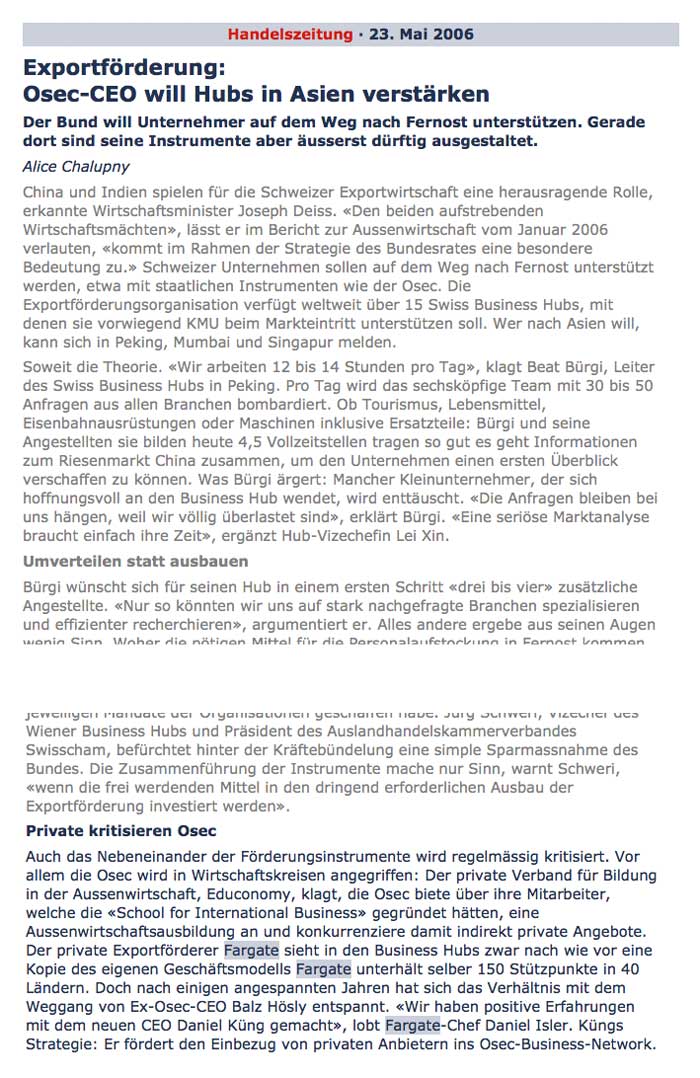 Handelszeitung · 23. Mai 2006
Exportförderung:
Osec-CEO will Hubs in Asien verstärken
Der Bund will Unternehmer auf dem Weg nach Fernost unterstützen. Gerade
dort sind seine Instrumente aber äusserst dürftig ausgestaltet.
Alice Chalupny
China und Indien spielen für die Schweizer Exportwirtschaft eine herausragende Rolle,
erkannte Wirtschaftsminister Joseph Deiss. «Den beiden aufstrebenden
Wirtschaftsmächten», lässt er im Bericht zur Aussenwirtschaft vom Januar 2006
verlauten, «kommt im Rahmen der Strategie des Bundesrates eine besondere
Bedeutung zu.» Schweizer Unternehmen sollen auf dem Weg nach Fernost unterstützt
werden, etwa mit staatlichen Instrumenten wie der Osec. Die
Exportförderungsorganisation verfügt weltweit über 15 Swiss Business Hubs, mit
denen sie vorwiegend KMU beim Markteintritt unterstützen soll. Wer nach Asien will,
kann sich in Peking, Mumbai und Singapur melden.
Soweit die Theorie. «Wir arbeiten 12 bis 14 Stunden pro Tag», klagt Beat Bürgi, Leiter
des Swiss Business Hubs in Peking. Pro Tag wird das sechsköpfige Team mit 30 bis 50
Anfragen aus allen Branchen bombardiert. Ob Tourismus, Lebensmittel,
Eisenbahnausrüstungen oder Maschinen inklusive Ersatzteile: Bürgi und seine
Angestellten sie bilden heute 4,5 Vollzeitstellen tragen so gut es geht Informationen
zum Riesenmarkt China zusammen, um den Unternehmen einen ersten Überblick
verschaffen zu können. Was Bürgi ärgert: Mancher Kleinunternehmer, der sich
hoffnungsvoll an den Business Hub wendet, wird enttäuscht. «Die Anfragen bleiben bei
uns hängen, weil wir völlig überlastet sind», erklärt Bürgi. «Eine seriöse Marktanalyse
braucht einfach ihre Zeit», ergänzt Hub-Vizechefin Lei Xin.
Umverteilen statt ausbauen
Bürgi wünscht sich für seinen Hub in einem ersten Schritt «drei bis vier» zusätzliche
Angestellte. «Nur so könnten wir uns auf stark nachgefragte Branchen spezialisieren
und effizienter recherchieren», argumentiert er. Alles andere ergebe aus seinen Augen
wenig Sinn. Woher die nötigen Mittel für die Personalaufstockung in Fernost kommen
jeweiligen Mandate der Organisationen geschaffen habe. Jürg Schweri, Vizechef des
Wiener Business Hubs und Präsident des Auslandhandelskammerverbandes
Swisscham, befürchtet hinter der Kräftebündelung eine simple Sparmassnahme des
Bundes. Die Zusammenführung der Instrumente mache nur Sinn, warnt Schweri,
«wenn die frei werdenden Mittel in den dringend erforderlichen Ausbau der
Exportförderung investiert werden».
Private kritisieren Osec
Auch das Nebeneinander der Förderungsinstrumente wird regelmässig kritisiert. Vor
allem die Osec wird in Wirtschaftskreisen angegriffen: Der private Verband für Bildung
in der Aussenwirtschaft, Educonomy, klagt, die Osec biete über ihre Mitarbeiter,
welche die «School for International Business» gegründet hätten, eine
Aussenwirtschaftsausbildung an und konkurrenziere damit indirekt private Angebote.
Der private Exportförderer Fargate sieht in den Business Hubs zwar nach wie vor eine
Kopie des eigenen Geschäftsmodells Fargate unterhält selber 150 Stützpunkte in 40
Ländern. Doch nach einigen angespannten Jahren hat sich das Verhältnis mit dem
Weggang von Ex-Osec-CEO Balz Hösly entspannt. «Wir haben positive Erfahrungen
mit dem neuen CEO Daniel Küng gemacht», lobt Fargate-Chef Daniel Isler. Küngs
Strategie: Er fördert den Einbezug von privaten Anbietern ins Osec-Business-Network.